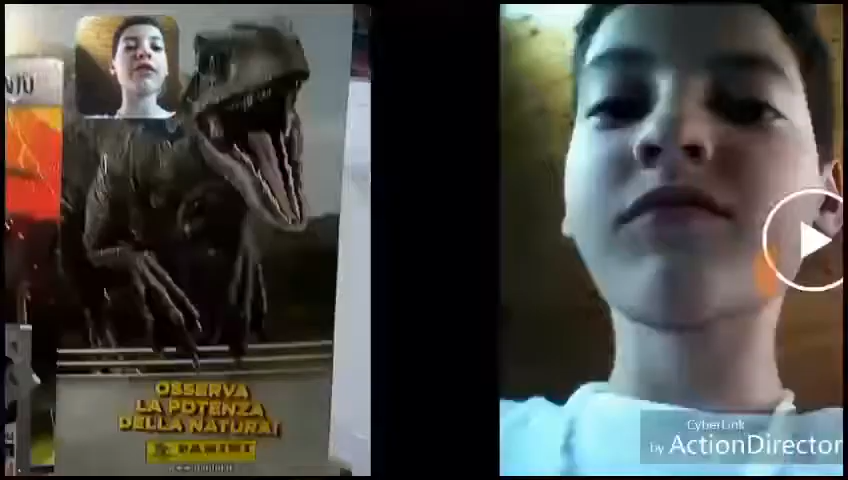 OSSERVA
LA POTENZA
DELLA NATURA!
PANINI
CyberLink
by ActionDirector